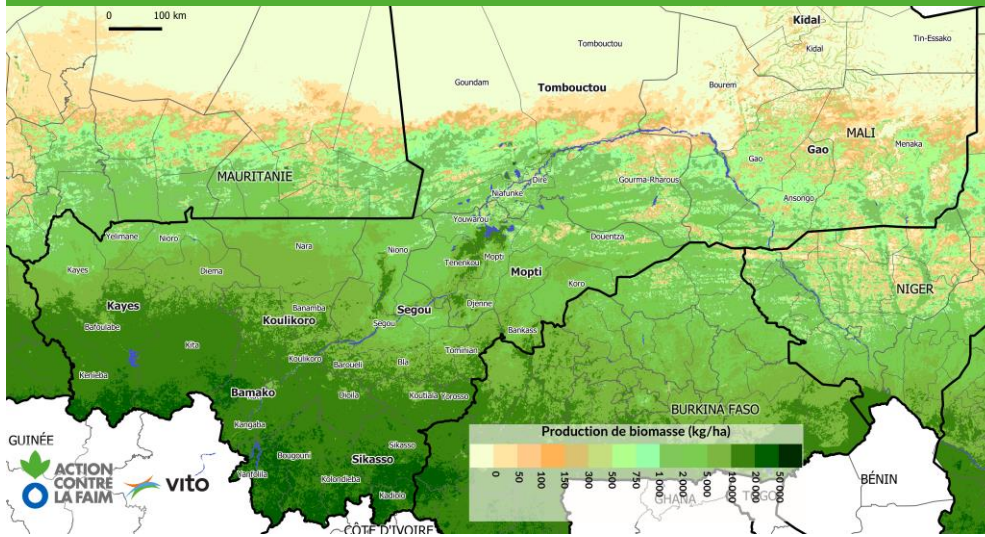 0 100 km
Kidal
Kidal
Tin-Essako
Tombouctou
Goundam
Tombouctou
Bourem
MALI
Gao
Gao
Menaka
MAURITANIE
Dire
Gourma-Rharous
Niafunke
Ansongo
Youwarou
Yelimane
Nioro
Nara
Niono
Douentza
Kayes
Diema
Tenenkou
Mopti
Mopti
Koro
NIGER
Kayes
Banamba
Segou
Djenne
Koulikoro
Bafoulabe
Segou
Bankass
Kita
Koulikoro
Baroueli
Bla
Tominian
Kenieba
Bamako
Dioila
Koutiala
Yorosso
BURKINA FASO
Kangaba
Production de biomasse (kg/ha)
0
50
100
150
300
500
750
1 000
2 000
5 000
10 000
20 000
50 000
GUINÉE
ACTION
CONTRE
LA FAIM
vito
Sikasso
Bougouni
Sikasso
Yanfolila
Kolondieba
Kadiolo
BÉNIN
GHANA
TOGO
CÔTE D'IVOIRE